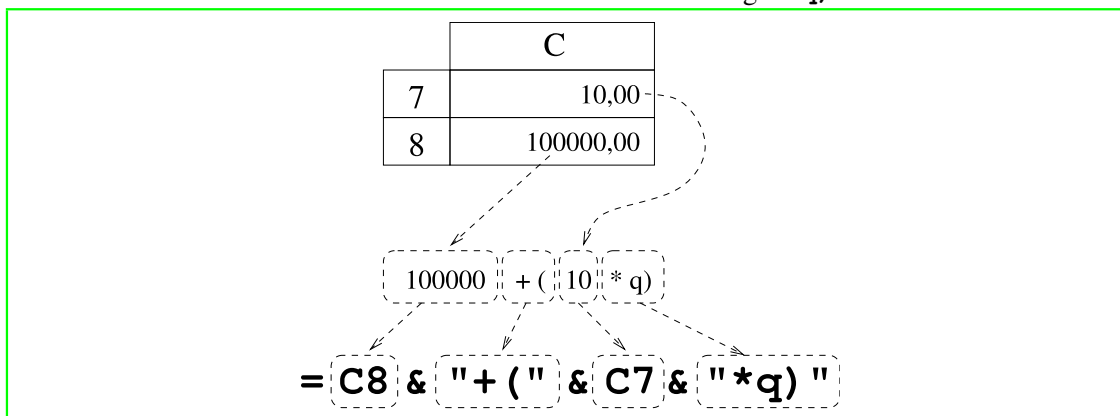 C
7 10,00
8 100000,00
100000 + ( 10 * q)
= C8 & "+(" & C7 & "*q)"